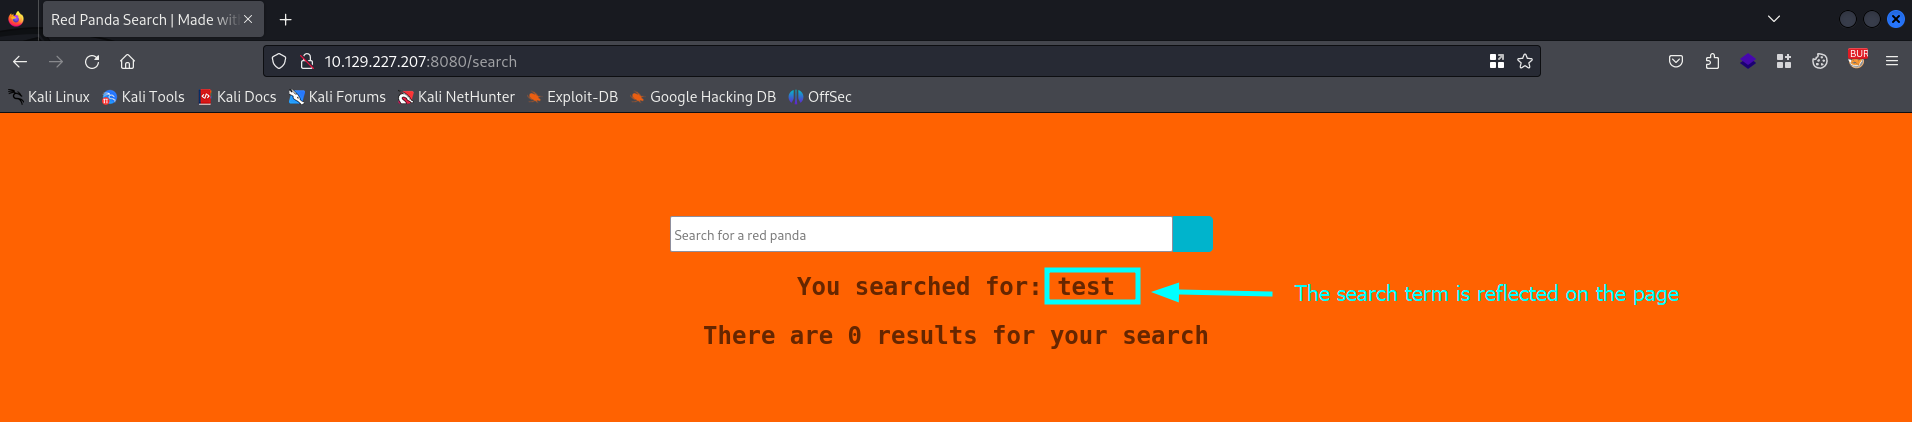 Red Panda Search | Made with
10.129.227.207:8080/search
BUR
Kali Linux Kali Tools Kali Docs Kali Forums Kali NetHunter Exploit-DB Google Hacking DB OffSec
Search for a red panda
You searched for: test
The search term is reflected on the page
There are 0 results for your search